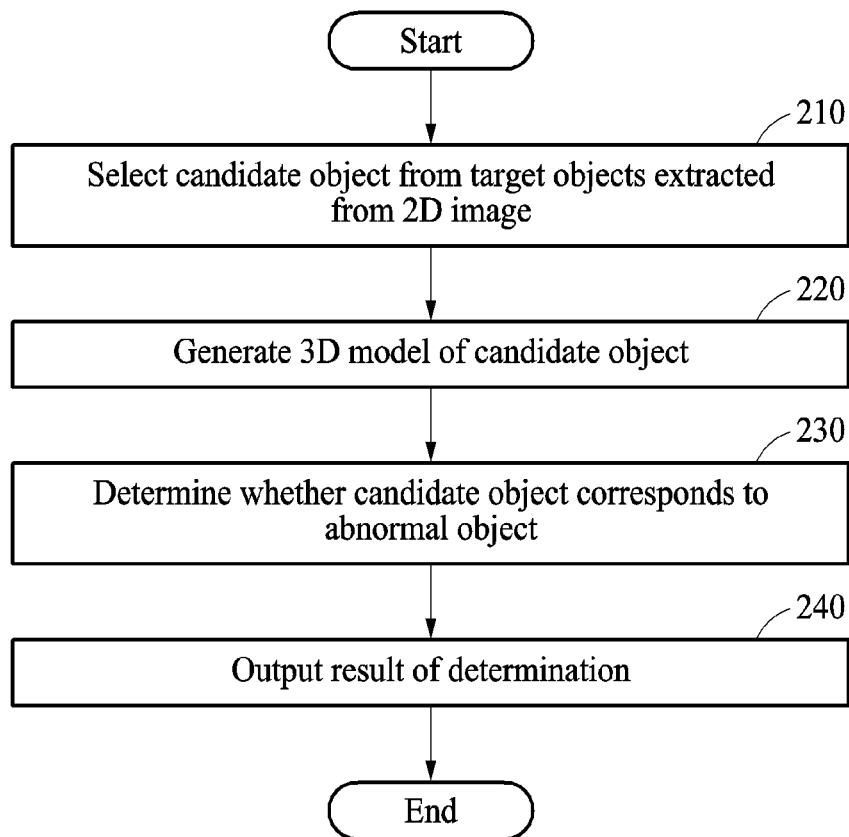 Start
210
Select candidate object from target objects extracted
from 2D image
220
Generate 3D model of candidate object
230
Determine whether candidate object corresponds to
abnormal object
240
Output result of determination
End